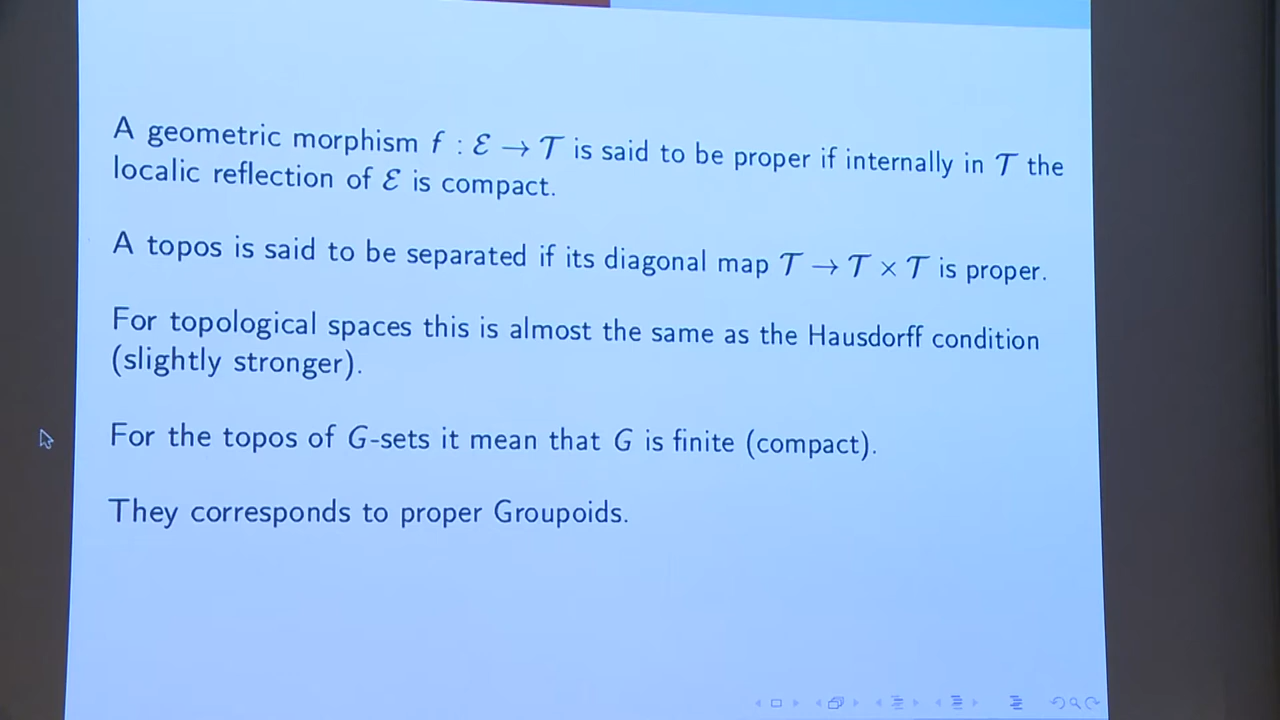 A geometric morphism f : ℰ → 𝒯 is said to be proper if internally in 𝒯 the
localic reflection of ℰ is compact.
A topos is said to be separated if its diagonal map 𝒯 → 𝒯 × 𝒯 is proper.
For topological spaces this is almost the same as the Hausdorff condition
(slightly stronger).
For the topos of G-sets it mean that G is finite (compact).
They corresponds to proper Groupoids.